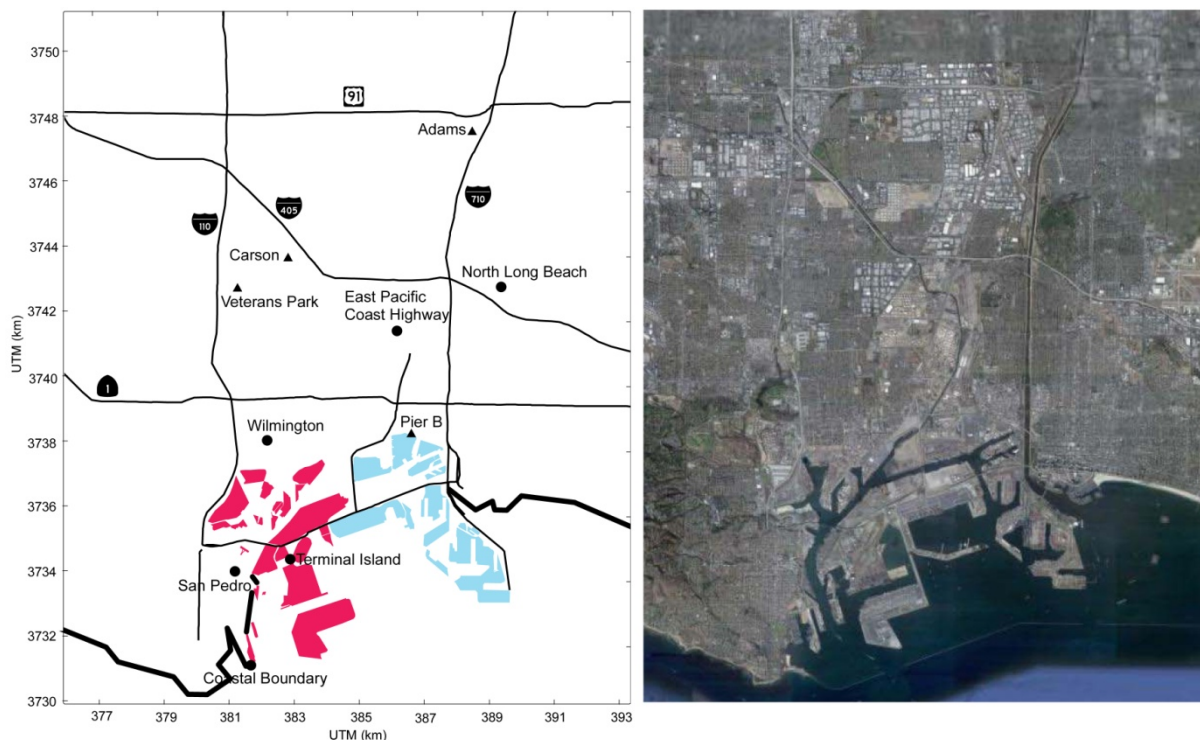 3750
3748
3746
3744
3742
3740
3738
3736
3734
3732
3730
UTM (km)
91
Adams
405
710
110
Carson
Veterans Park
North Long Beach
East Pacific
Coast Highway
1
Wilmington
Pier B
Terminal Island
San Pedro
Coastal Boundary
377
379
381
383
385
387
389
391
393
UTM (km)